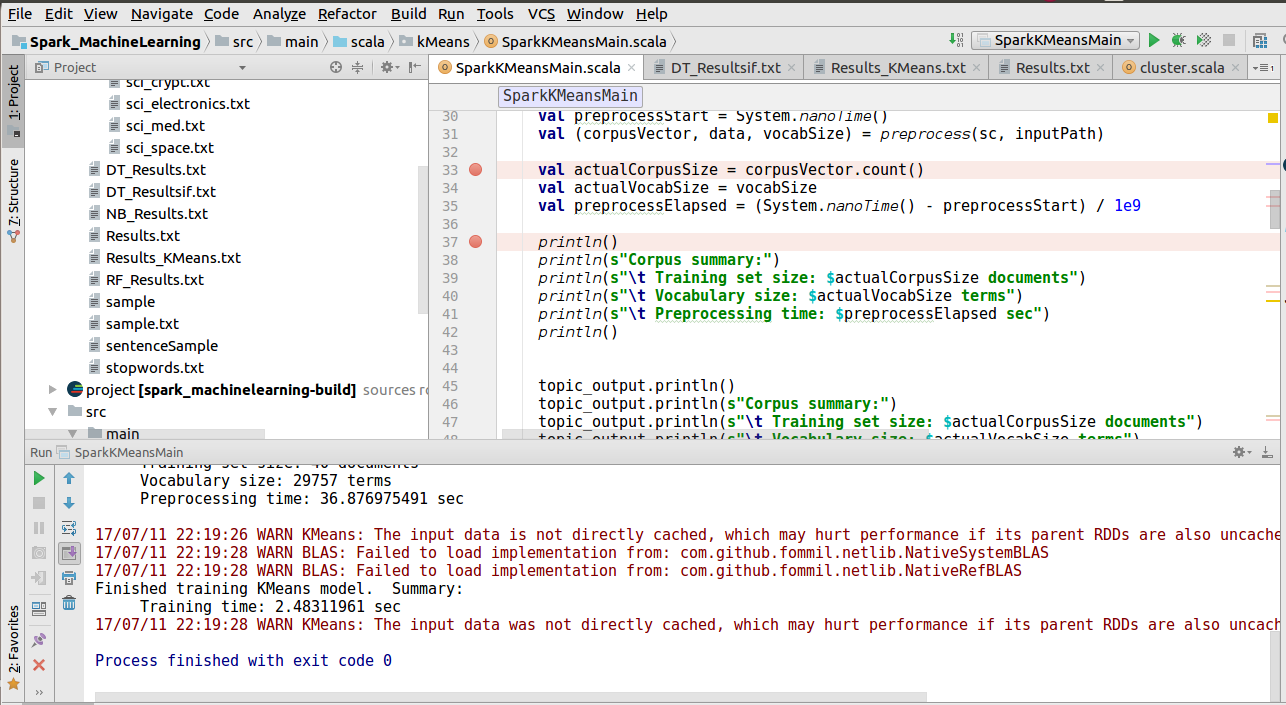 File Edit View Navigate Code Analyze Refactor Build Run Tools VCS Window Help
Spark_MachineLearning src main scala kMeans SparkKMeansMain.scala SparkKMeansMain
1: Project
7: Structure
2: Favorites
Project
sci_crypt.txt
sci_electronics.txt
sci_med.txt
sci_space.txt
DT_Results.txt
DT_Resultsif.txt
NB_Results.txt
Results.txt
Results_KMeans.txt
RF_Results.txt
sample
sample.txt
sentenceSample
stopwords.txt
project [spark_machinelearning-build] sources ro
src
main
SparkKMeansMain.scala DT_Resultsif.txt Results_KMeans.txt Results.txt cluster.scala
SparkKMeansMain
30 val preprocessStart = System.nanoTime()
31 val (corpusVector, data, vocabSize) = preprocess(sc, inputPath)
32
33 val actualCorpusSize = corpusVector.count()
34 val actualVocabSize = vocabSize
35 val preprocessElapsed = (System.nanoTime() - preprocessStart) / 1e9
36
37 println()
38 println(s"Corpus summary:")
39 println(s"\t Training set size: $actualCorpusSize documents")
40 println(s"\t Vocabulary size: $actualVocabSize terms")
41 println(s"\t Preprocessing time: $preprocessElapsed sec")
42 println()
43
44
45 topic_output.println()
46 topic_output.println(s"Corpus summary:")
47 topic_output.println(s"\t Training set size: $actualCorpusSize documents")
48 topic_output.println(s"\t Vocabulary size: $actualVocabSize terms")
Run SparkKMeansMain
Training set size: 40 documents
Vocabulary size: 29757 terms
Preprocessing time: 36.876975491 sec
17/07/11 22:19:26 WARN KMeans: The input data is not directly cached, which may hurt performance if its parent RDDs are also uncache
17/07/11 22:19:28 WARN BLAS: Failed to load implementation from: com.github.fommil.netlib.NativeSystemBLAS
17/07/11 22:19:28 WARN BLAS: Failed to load implementation from: com.github.fommil.netlib.NativeRefBLAS
Finished training KMeans model.  Summary:
Training time: 2.48311961 sec
17/07/11 22:19:28 WARN KMeans: The input data was not directly cached, which may hurt performance if its parent RDDs are also uncach
Process finished with exit code 0